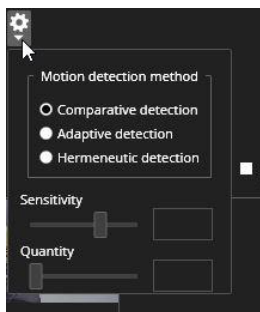 Motion detection method
Comparative detection
Adaptive detection
Hermeneutic detection
Sensitivity
Quantity